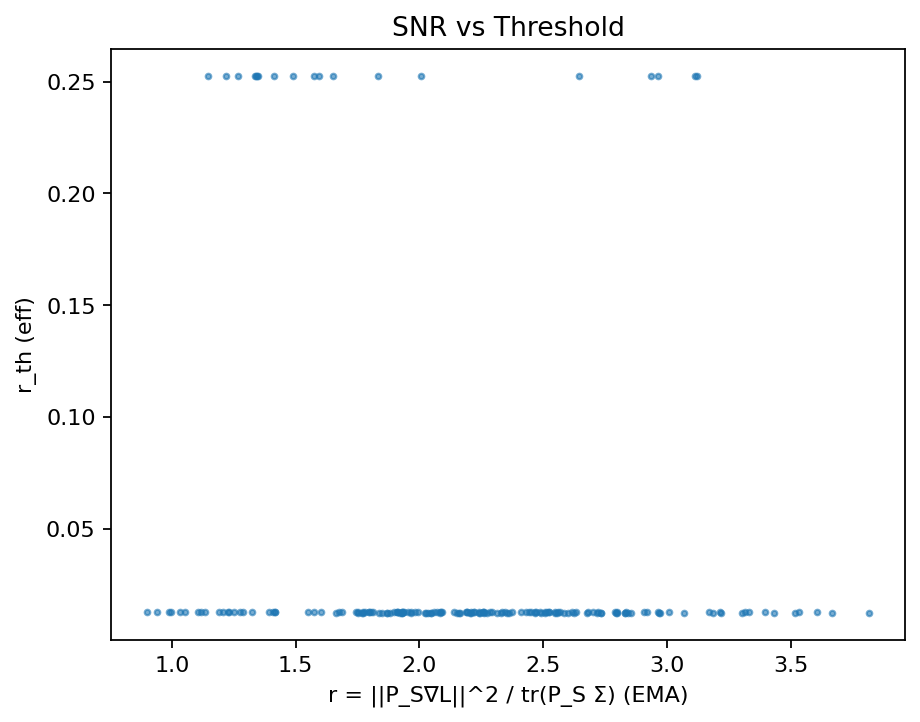 SNR vs Threshold
0.25
0.20
0.15
0.10
0.05
r_th (eff)
1.0 1.5 2.0 2.5 3.0 3.5
r = ||P_S∇L||^2 / tr(P_S Σ) (EMA)